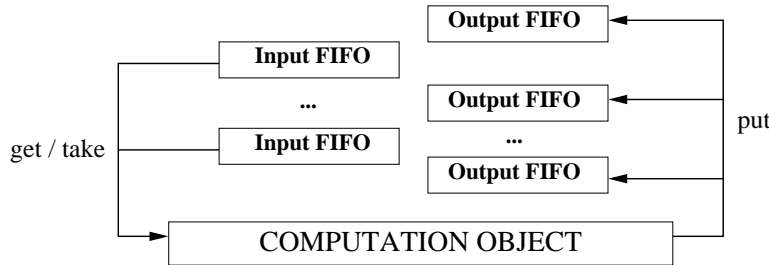 Output FIFO
Input FIFO
...
Output FIFO
get / take
Input FIFO
...
put
Output FIFO
COMPUTATION OBJECT